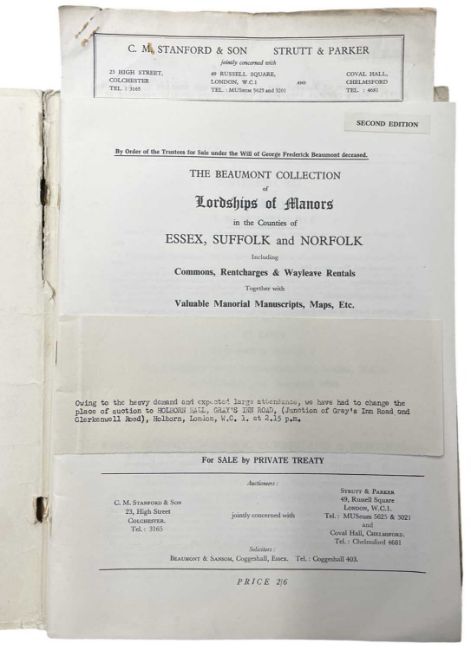 C. M. STANFORD & SON STRUTT & PARKER
jointly concerned with
23 HIGH STREET, 49 RUSSELL SQUARE, COVAL HALL,
COLCHESTER LONDON, W.C.1 AND CHELMSFORD
TEL : 3165 TEL. : MUSeum 5625 and 3021 TEL : 4681
SECOND EDITION
By Order of the Trustees for Sale under the Will of George Frederick Beaumont deceased.
THE BEAUMONT COLLECTION
of
Lordships of Manors
in the Counties of
ESSEX, SUFFOLK and NORFOLK
Including
Commons, Rentcharges & Wayleave Rentals
Together with
Valuable Manorial Manuscripts, Maps, Etc.
Owing to the heavy demand and expected large attendance, we have had to change the
place of auction to HOLBORN HALL, GRAY'S INN ROAD, (Junction of Gray's Inn Road and
Clerkenwell Road), Holborn, London, W.C. 1. at 2.15 p.m.
For SALE by PRIVATE TREATY
Auctioneers :
C. M. STANFORD & SON
23, High Street
COLCHESTER.
Tel. : 3165
jointly concerned with
STRUTT & PARKER
49, Russell Square
LONDON, W.C.1.
Tel. : MUSeum 5625 & 3021
and
Coval Hall, CHELMSFORD.
Tel. : Chelmsford 4681
Solicitors :
BEAUMONT & SANSOM, Coggeshall, Essex. Tel. : Coggeshall 403.
PRICE 2/6